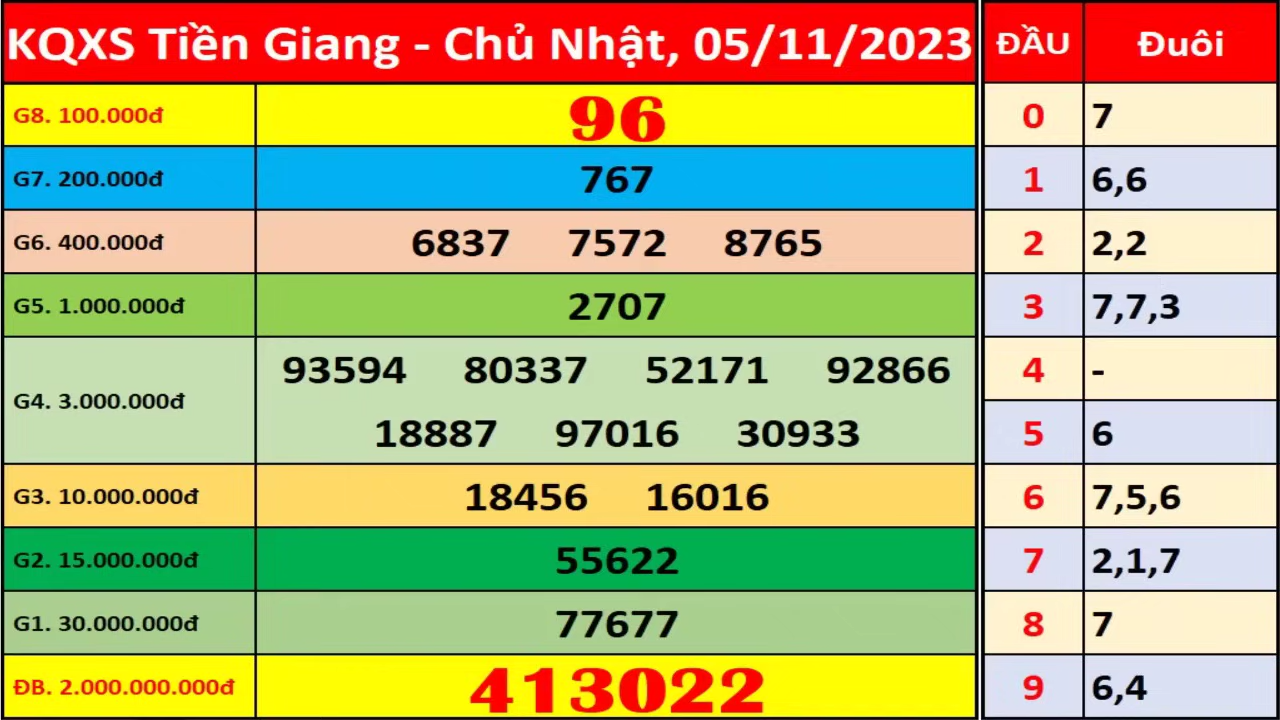 KQXS Tiền Giang - Chủ Nhật, 05/11/2023
G8. 100.000đ 96
G7. 200.000đ 767
G6. 400.000đ 6837 7572 8765
G5. 1.000.000đ 2707
G4. 3.000.000đ 93594 80337 52171 92866
18887 97016 30933
G3. 10.000.000đ 18456 16016
G2. 15.000.000đ 55622
G1. 30.000.000đ 77677
ĐB. 2.000.000.000đ 413022
ĐẦU Đuôi
0 7
1 6,6
2 2,2
3 7,7,3
4 -
5 6
6 7,5,6
7 2,1,7
8 7
9 6,4